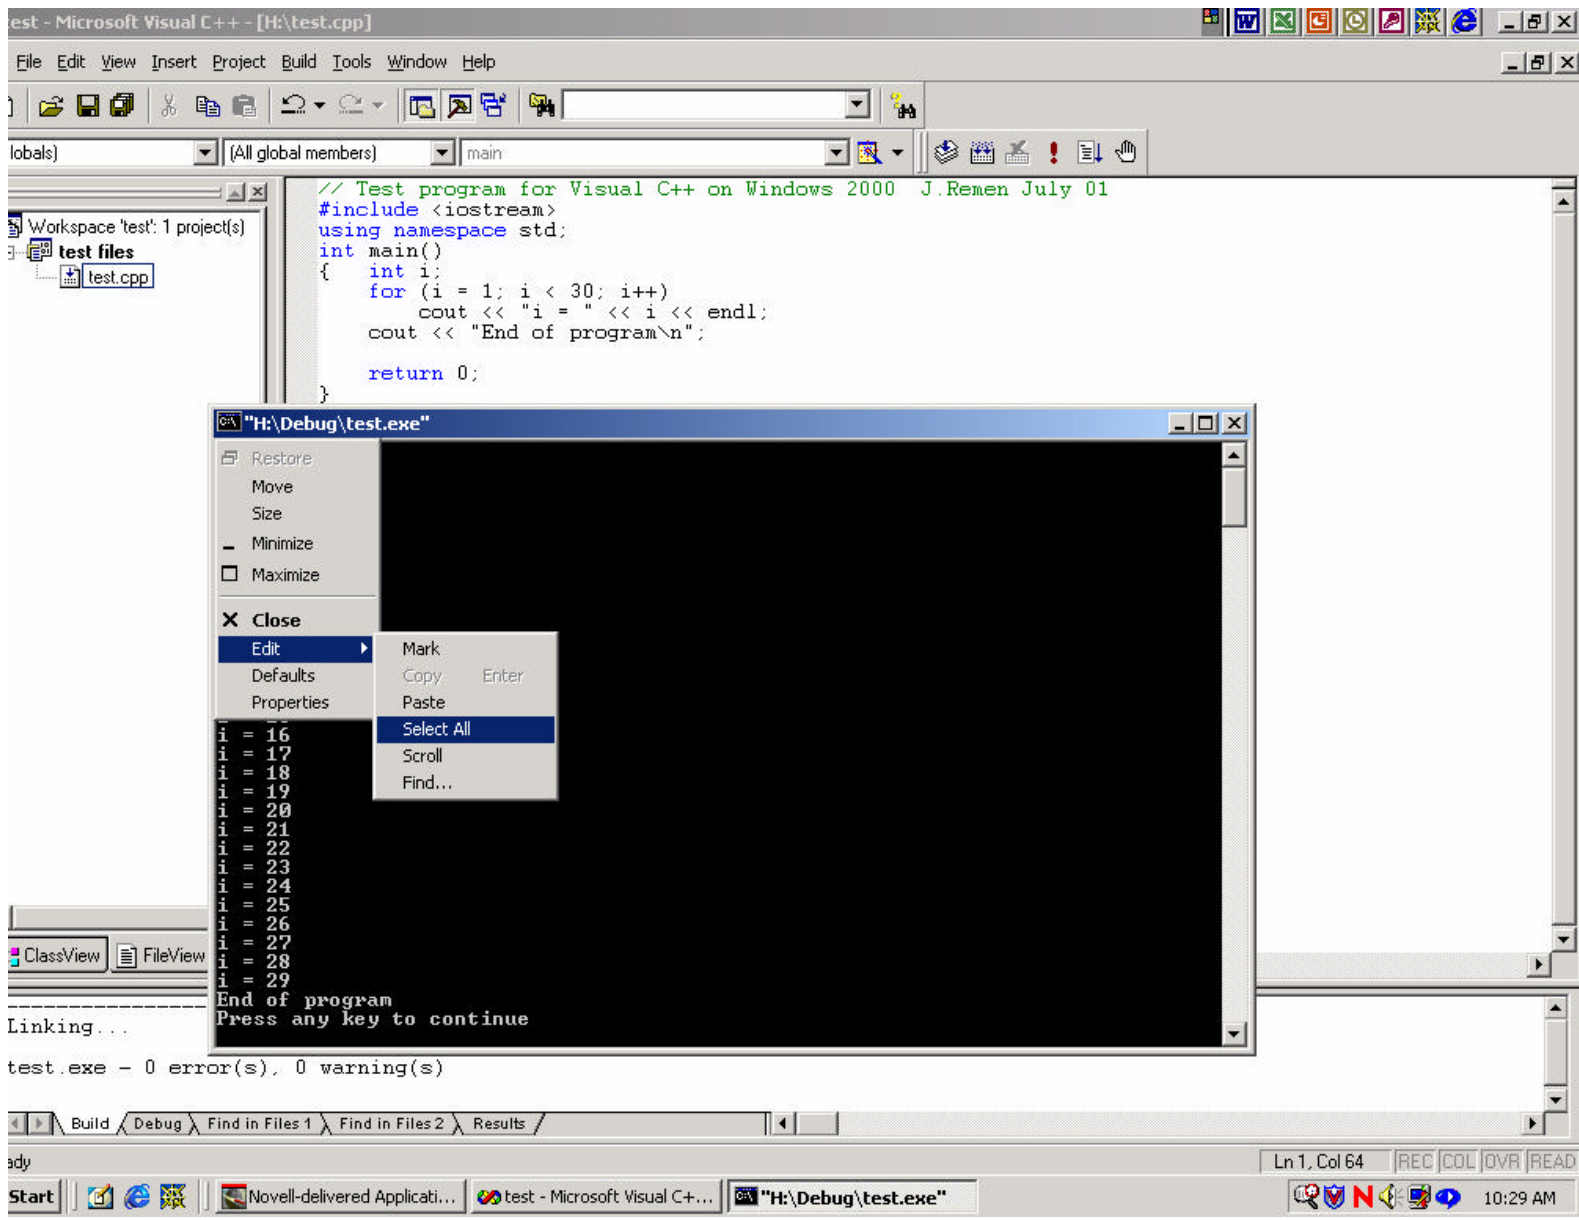 est - Microsoft Visual C++ - [H:\test.cpp]
File Edit View Insert Project Build Tools Window Help
lobals)
(All global members)
main
Workspace 'test': 1 project(s)
test files
test.cpp
// Test program for Visual C++ on Windows 2000  J.Remen July 01
#include <iostream>
using namespace std;
int main()
{   int i;
for (i = 1; i < 30; i++)
cout << "i = " << i << endl;
cout << "End of program\n";
return 0;
}
"H:\Debug\test.exe"
Restore
Move
Size
Minimize
Maximize
Close
Edit
Defaults
Properties
Mark
Copy Enter
Paste
Select All
Scroll
Find...
i = 16
i = 17
i = 18
i = 19
i = 20
i = 21
i = 22
i = 23
i = 24
i = 25
i = 26
i = 27
i = 28
i = 29
End of program
Press any key to continue
ClassView FileView
Linking...
test.exe - 0 error(s), 0 warning(s)
Build Debug Find in Files 1 Find in Files 2 Results
ady
Ln 1, Col 64 REC COL OVR READ
Start
Novell-delivered Applicati...
test - Microsoft Visual C+...
"H:\Debug\test.exe"
10:29 AM